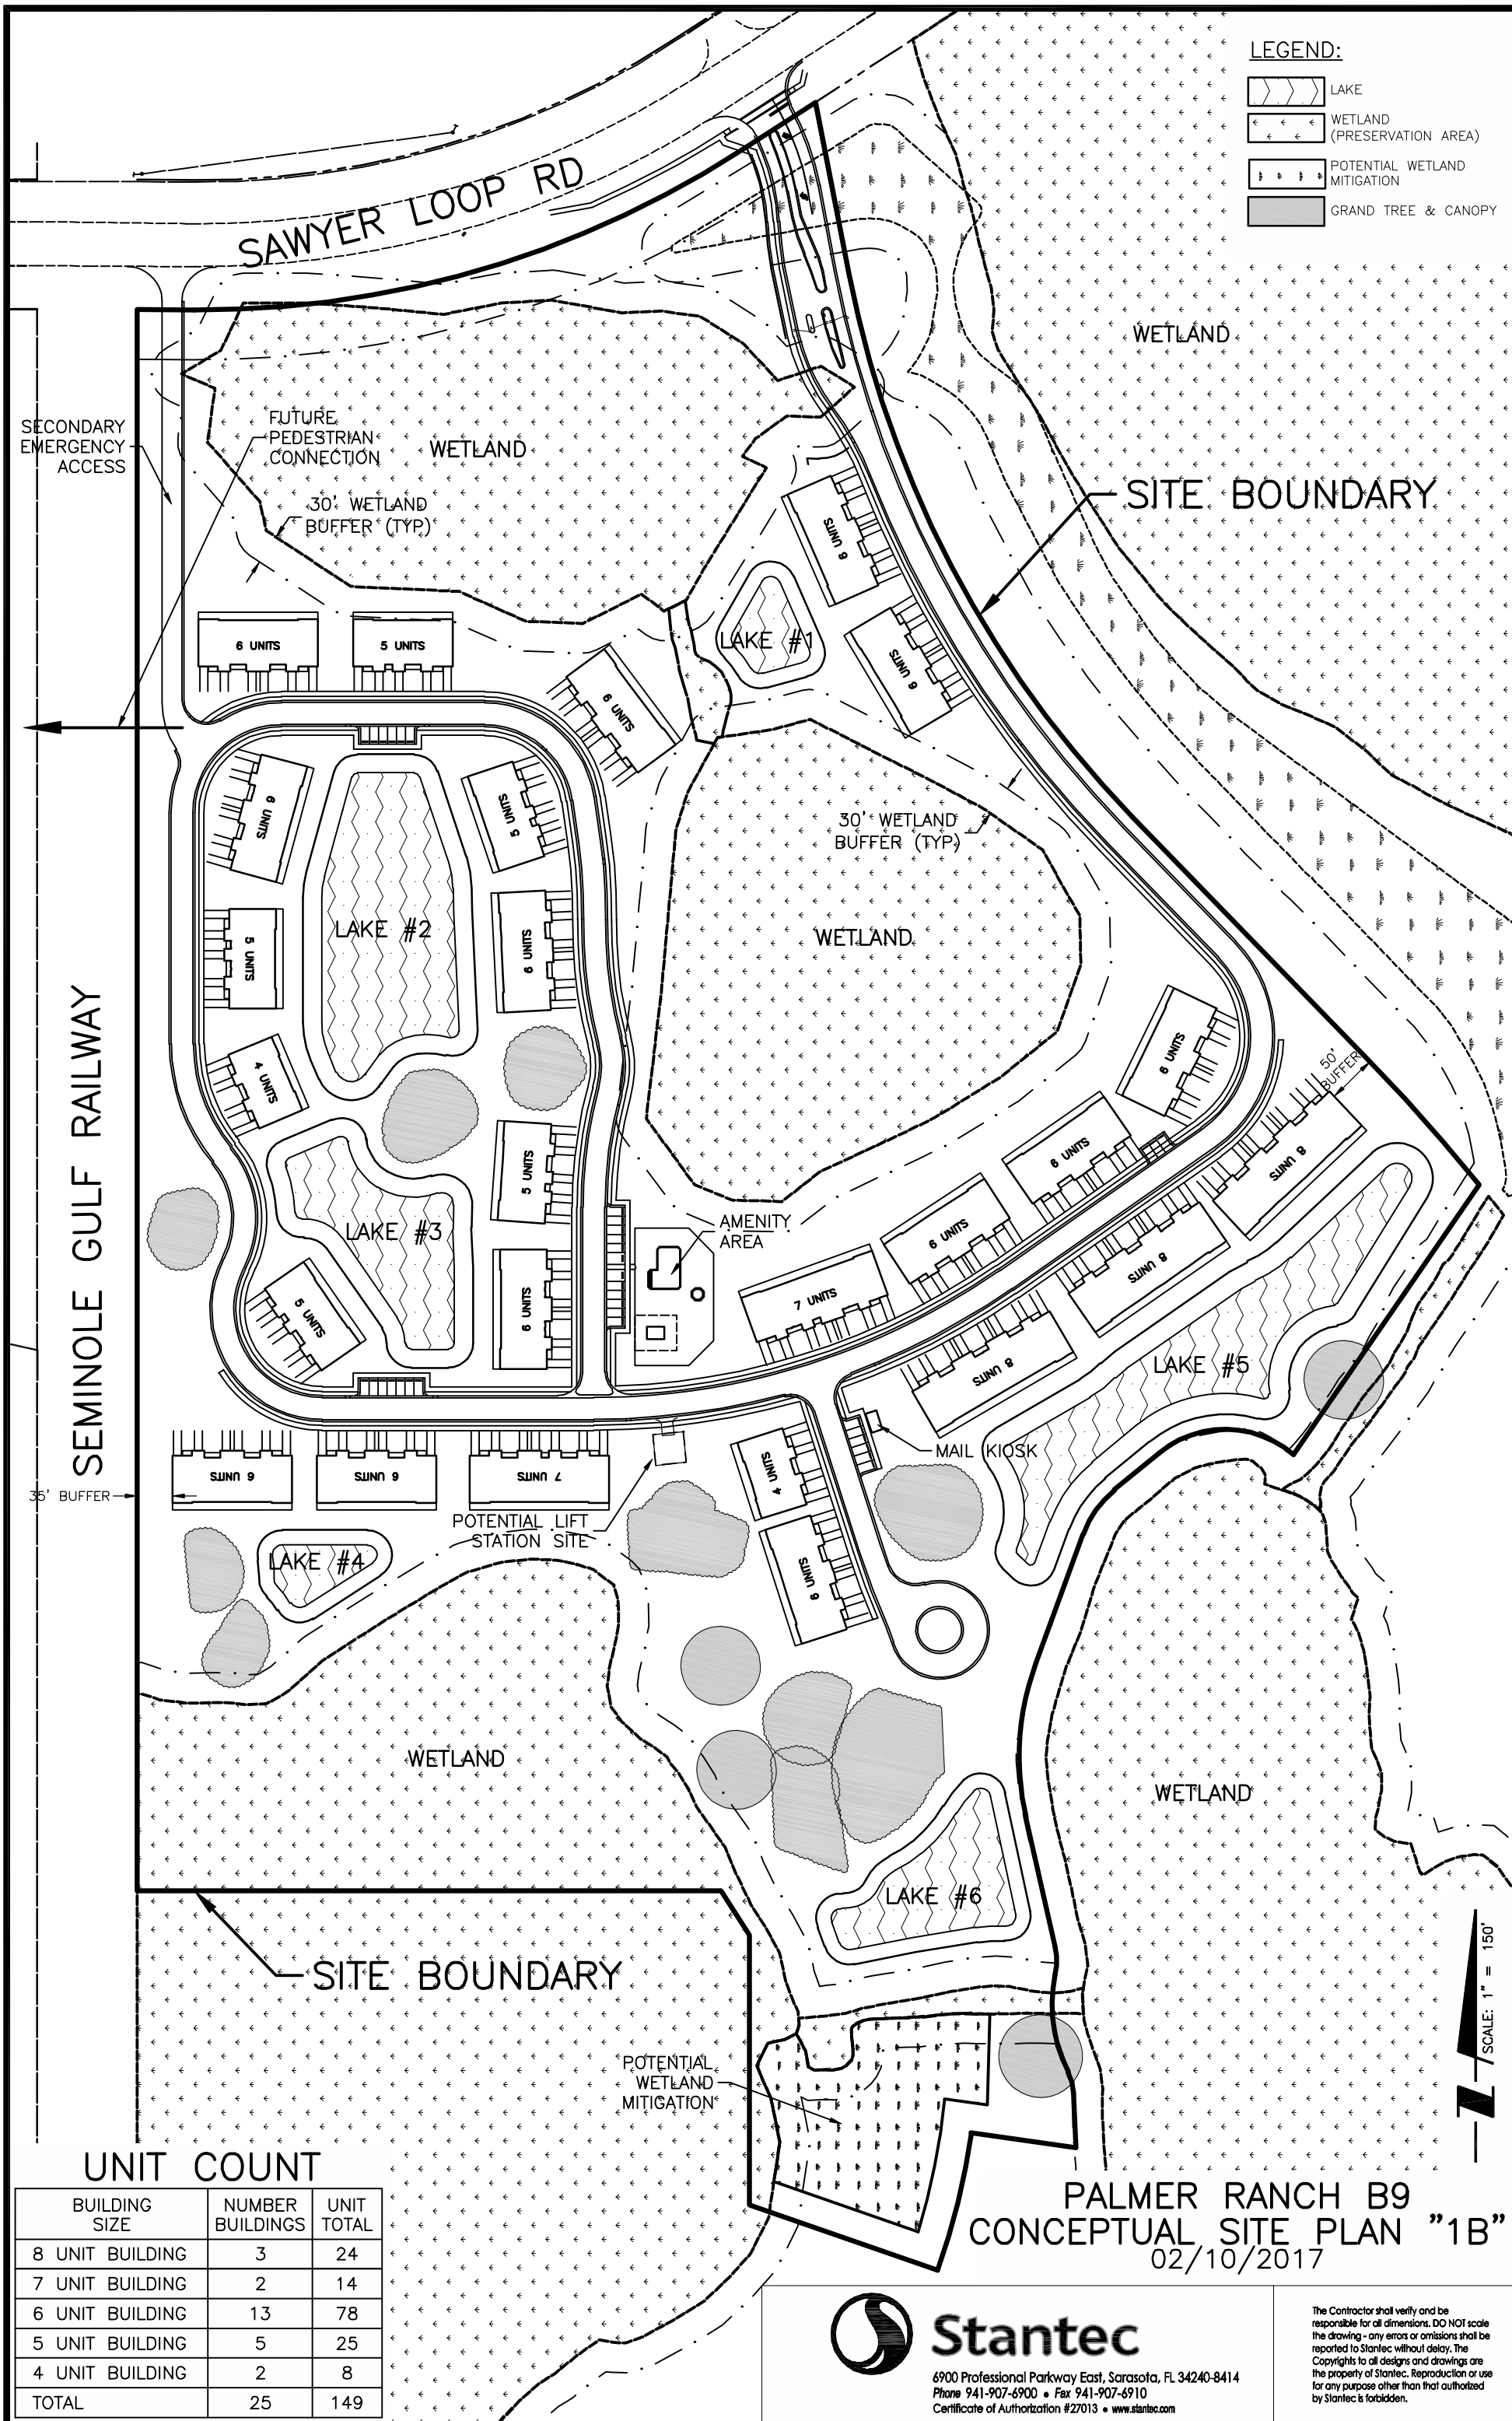 LEGEND:
LAKE
WETLAND
(PRESERVATION AREA)
POTENTIAL WETLAND
MITIGATION
GRAND TREE & CANOPY
SAWYER LOOP RD
WETLAND
SECONDARY
EMERGENCY
ACCESS
FUTURE
PEDESTRIAN
CONNECTION
WETLAND
30' WETLAND
BUFFER (TYP)
SITE BOUNDARY
6 UNITS
6 UNITS
LAKE #1
6 UNITS
5 UNITS
6 UNITS
6 UNITS
5 UNITS
30' WETLAND
BUFFER (TYP)
LAKE #2
WETLAND
5 UNITS
6 UNITS
4 UNITS
6 UNITS
50'
BUFFER
SEMINOLE GULF RAILWAY
5 UNITS
6 UNITS
8 UNITS
LAKE #3
AMENITY
AREA
6 UNITS
8 UNITS
5 UNITS
6 UNITS
7 UNITS
8 UNITS
LAKE #5
MAIL KIOSK
6 UNITS
6 UNITS
7 UNITS
4 UNITS
35' BUFFER
POTENTIAL LIFT
STATION SITE
LAKE #4
6 UNITS
WETLAND
WETLAND
LAKE #6
SITE BOUNDARY
SCALE: 1" = 150'
POTENTIAL
WETLAND
MITIGATION
UNIT COUNT
BUILDING SIZE NUMBER BUILDINGS UNIT TOTAL
8 UNIT BUILDING 3 24
7 UNIT BUILDING 2 14
6 UNIT BUILDING 13 78
5 UNIT BUILDING 5 25
4 UNIT BUILDING 2 8
TOTAL 25 149
PALMER RANCH B9
CONCEPTUAL SITE PLAN "1B"
02/10/2017
Stantec
6900 Professional Parkway East, Sarasota, FL 34240-8414
Phone 941-907-6900 • Fax 941-907-6910
Certificate of Authorization #27013 • www.stantec.com
The Contractor shall verify and be
responsible for all dimensions. DO NOT scale
the drawing - any errors or omissions shall be
reported to Stantec without delay. The
Copyrights to all designs and drawings are
the property of Stantec. Reproduction or use
for any purpose other than that authorized
by Stantec is forbidden.